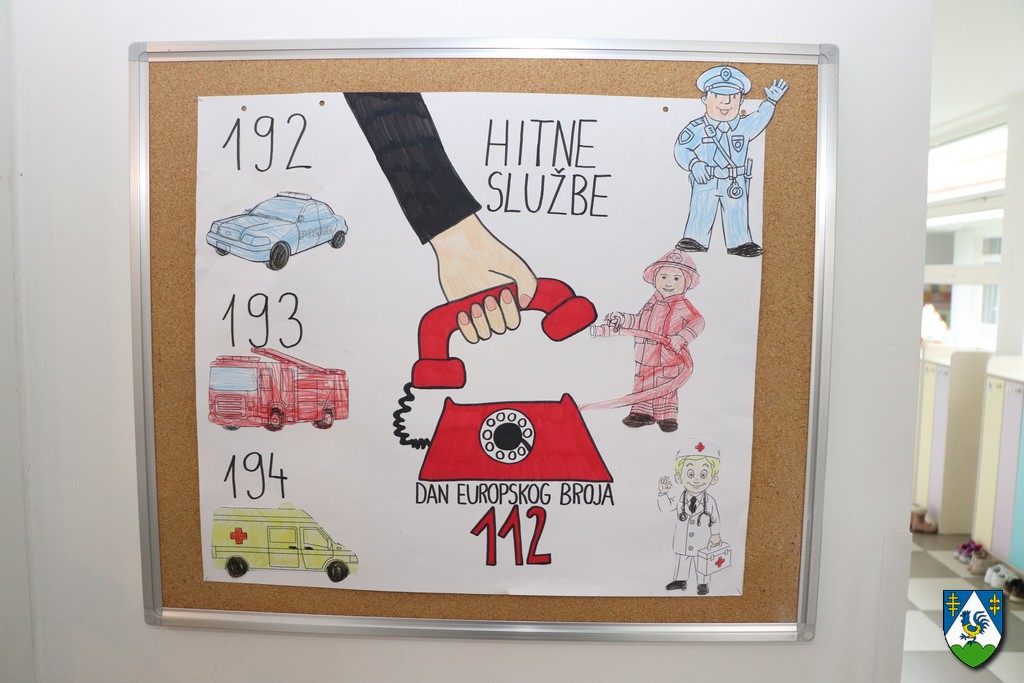 192
HITNE
SLUŽBE
193
194
DAN EUROPSKOG BROJA
112